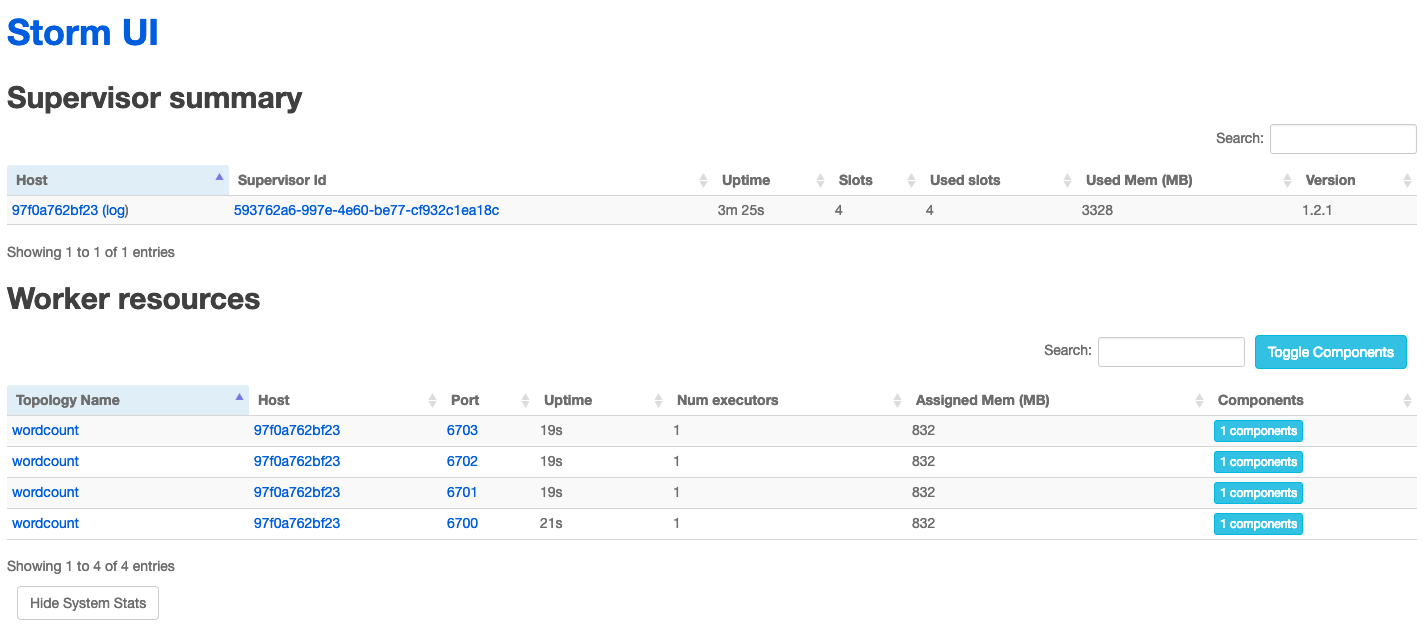 Storm UI
Supervisor summary
Search:
Host Supervisor Id Uptime Slots Used slots Used Mem (MB) Version
97f0a762bf23 (log) 593762a6-997e-4e60-be77-cf932c1ea18c 3m 25s 4 4 3328 1.2.1
Showing 1 to 1 of 1 entries
Worker resources
Search: Toggle Components
Topology Name Host Port Uptime Num executors Assigned Mem (MB) Components
wordcount 97f0a762bf23 6703 19s 1 832 1 components
wordcount 97f0a762bf23 6702 19s 1 832 1 components
wordcount 97f0a762bf23 6701 19s 1 832 1 components
wordcount 97f0a762bf23 6700 21s 1 832 1 components
Showing 1 to 4 of 4 entries
Hide System Stats